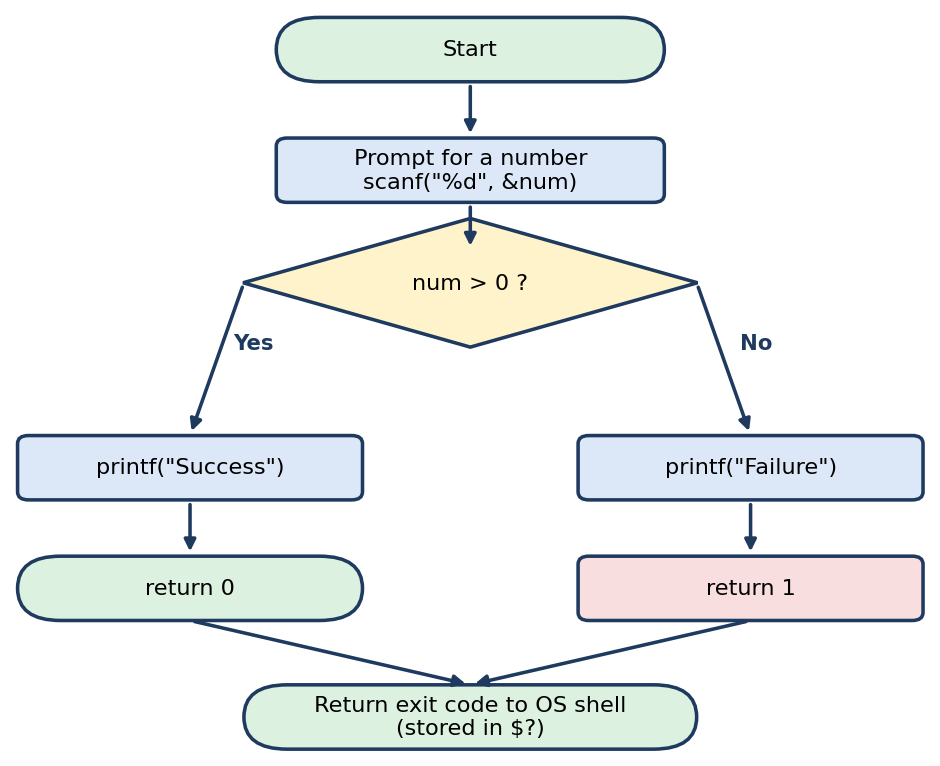 Start
Prompt for a number
scanf("%d", &num)
num > 0 ?
Yes
No
printf("Success")
printf("Failure")
return 0
return 1
Return exit code to OS shell
(stored in $?)